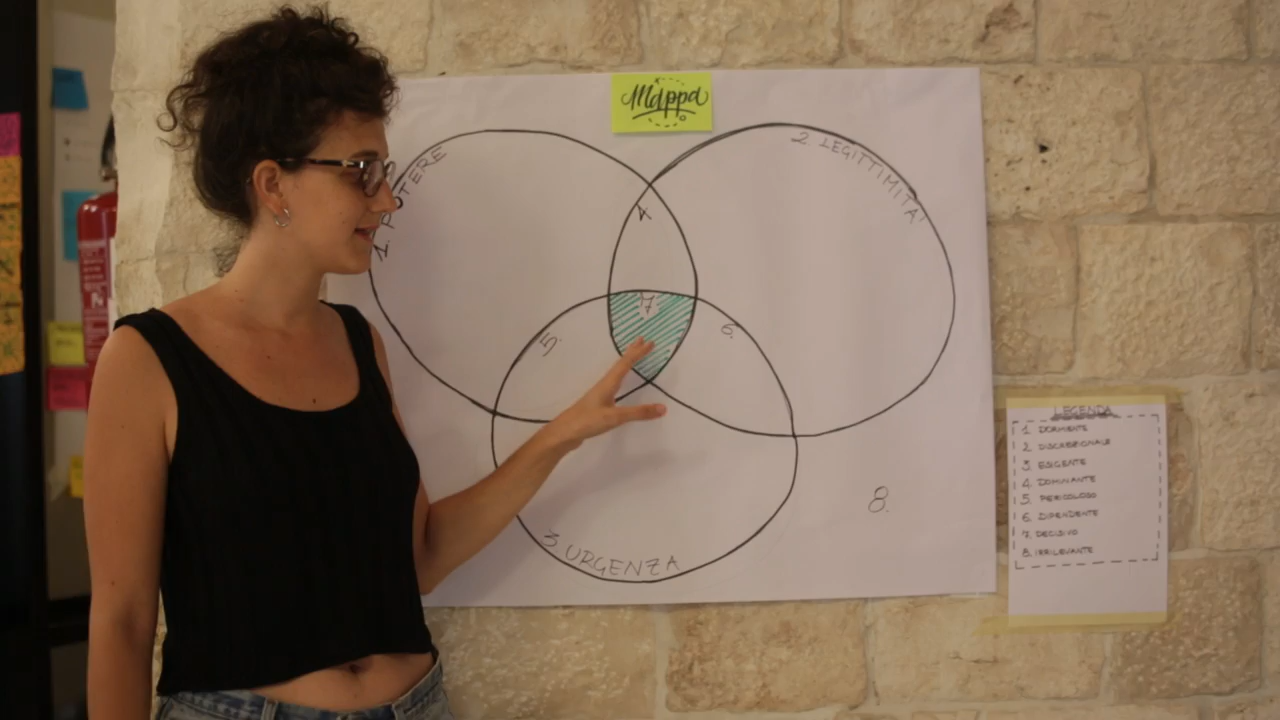 Mappa
1. POTERE
2. LEGITTIMITA'
4
7
5.
6.
3 URGENZA
8.
LEGENDA
1. DORMIENTE
2 DISCREZIONALE
3 ESIGENTE
4. DOMINANTE
5. PERICOLOSO
6. DIPENDENTE
7. DECISIVO
8. IRRILEVANTE